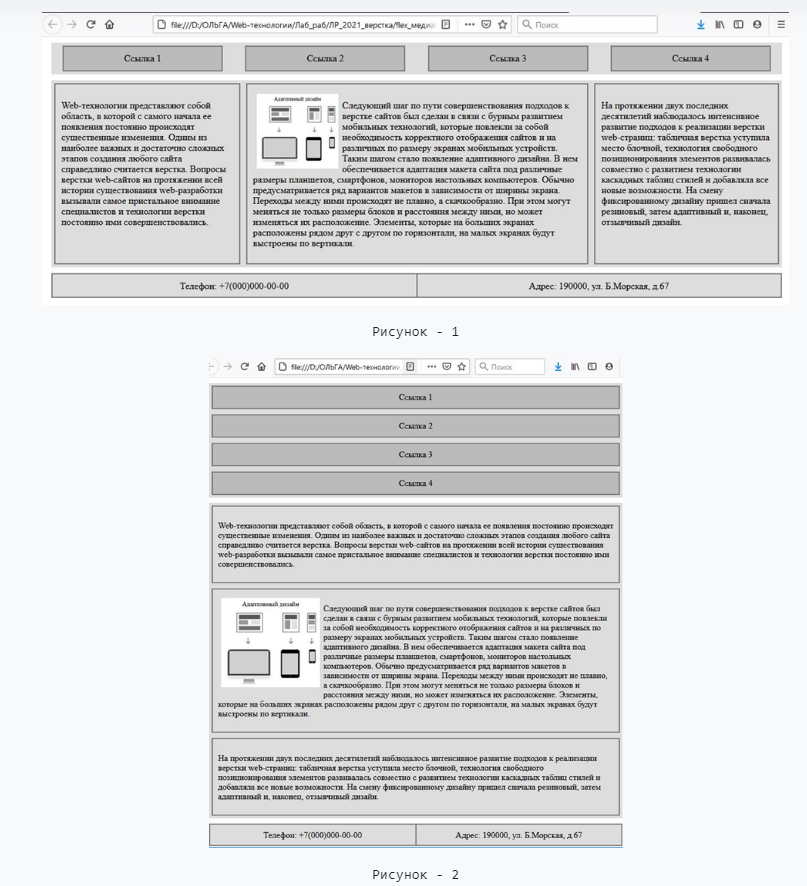 file:///D:/ОЛЬГА/Web-технологии/Лаб_раб/ЛР_2021_верстка/flex_медиа
Поиск
Ссылка 1
Ссылка 2
Ссылка 3
Ссылка 4
Web-технологии представляют собой
область, в которой с самого начала ее
появления постоянно происходят
существенные изменения. Одним из
наиболее важных и достаточно сложных
этапов создания любого сайта
справедливо считается верстка. Вопросы
верстки web-сайтов на протяжении всей
истории существования web-разработки
вызывали самое пристальное внимание
специалистов и технологии верстки
постоянно ими совершенствовались.
Адаптивный дизайн
Следующий шаг по пути совершенствования подходов к
верстке сайтов был сделан в связи с бурным развитием
мобильных технологий, которые повлекли за собой
необходимость корректного отображения сайтов и на
различных по размеру экранах мобильных устройств.
Таким шагом стало появление адаптивного дизайна. В нем
обеспечивается адаптация макета сайта под различные
размеры планшетов, смартфонов, мониторов настольных компьютеров. Обычно
предусматривается ряд вариантов макетов в зависимости от ширины экрана.
Переходы между ними происходят не плавно, а скачкообразно. При этом могут
меняться не только размеры блоков и расстояния между ними, но может
изменяться их расположение. Элементы, которые на больших экранах
расположены рядом друг с другом по горизонтали, на малых экранах будут
выстроены по вертикали.
На протяжении двух последних
десятилетий наблюдалось интенсивное
развитие подходов к реализации верстки
web-страниц: табличная верстка уступила
место блочной, технология свободного
позиционирования элементов развивалась
совместно с развитием технологии
каскадных таблиц стилей и добавляла все
новые возможности. На смену
фиксированному дизайну пришел сначала
резиновый, затем адаптивный и, наконец,
отзывчивый дизайн.
Телефон: +7(000)000-00-00
Адрес: 190000, ул. Б.Морская, д.67
Рисунок - 1
file:///D:/ОЛЬГА/Web-технологии
Поиск
Ссылка 1
Ссылка 2
Ссылка 3
Ссылка 4
Web-технологии представляют собой область, в которой с самого начала ее появления постоянно происходят
существенные изменения. Одним из наиболее важных и достаточно сложных этапов создания любого сайта
справедливо считается верстка. Вопросы верстки web-сайтов на протяжении всей истории существования
web-разработки вызывали самое пристальное внимание специалистов и технологии верстки постоянно ими
совершенствовались.
Адаптивный дизайн
Следующий шаг по пути совершенствования подходов к верстке сайтов был
сделан в связи с бурным развитием мобильных технологий, которые повлекли
за собой необходимость корректного отображения сайтов и на различных по
размеру экранах мобильных устройств. Таким шагом стало появление
адаптивного дизайна. В нем обеспечивается адаптация макета сайта под
различные размеры планшетов, смартфонов, мониторов настольных
компьютеров. Обычно предусматривается ряд вариантов макетов в
зависимости от ширины экрана. Переходы между ними происходят не плавно,
а скачкообразно. При этом могут меняться не только размеры блоков и
расстояния между ними, но может изменяться их расположение. Элементы,
которые на больших экранах расположены рядом друг с другом по горизонтали, на малых экранах будут
выстроены по вертикали.
На протяжении двух последних десятилетий наблюдалось интенсивное развитие подходов к реализации
верстки web-страниц: табличная верстка уступила место блочной, технология свободного
позиционирования элементов развивалась совместно с развитием технологии каскадных таблиц стилей и
добавляла все новые возможности. На смену фиксированному дизайну пришел сначала резиновый, затем
адаптивный и, наконец, отзывчивый дизайн.
Телефон: +7(000)000-00-00
Адрес: 190000, ул. Б.Морская, д.67
Рисунок - 2